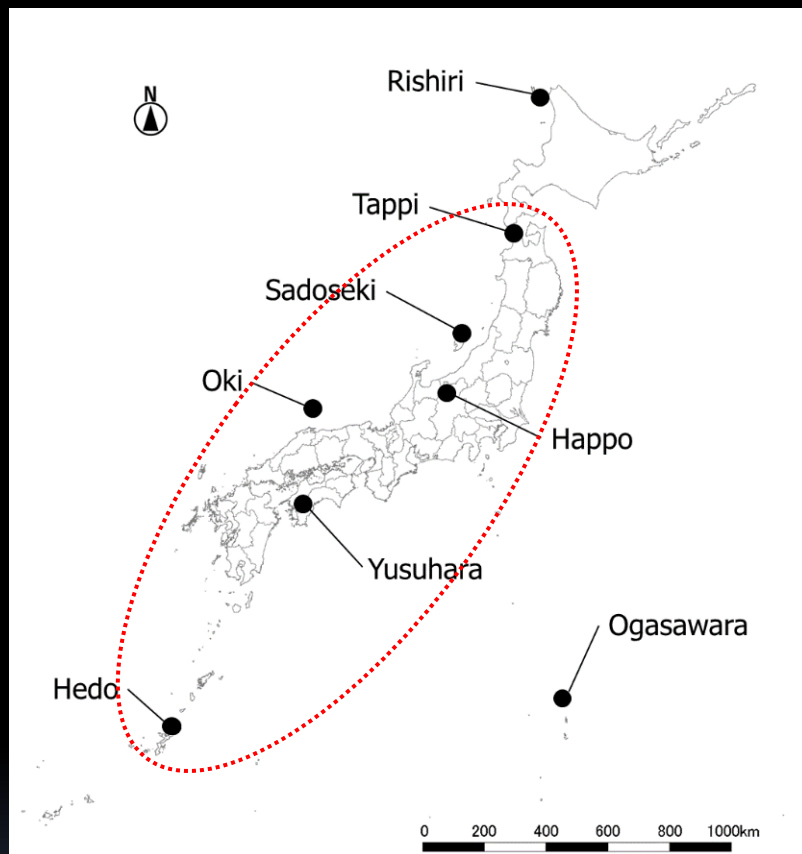 Rishiri
N
Tappi
Sadoseki
Oki
Happo
Yusuhara
Ogasawara
Hedo
0 200 400 600 800 1000km